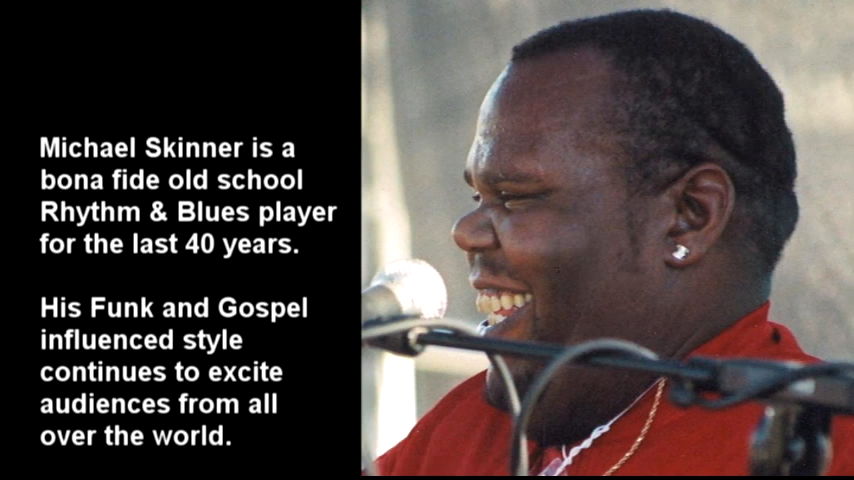 Michael Skinner is a
bona fide old school
Rhythm & Blues player
for the last 40 years.
His Funk and Gospel
influenced style
continues to excite
audiences from all
over the world.